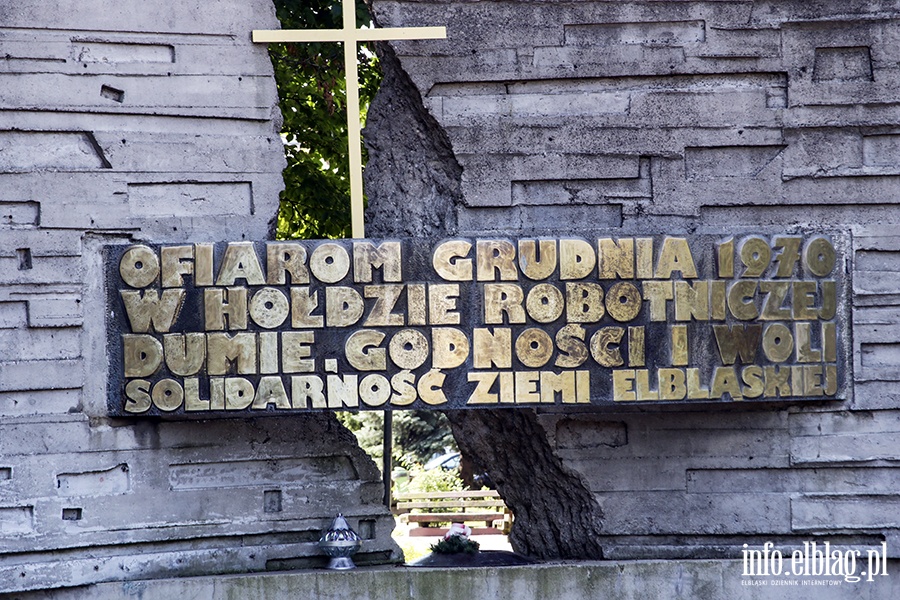 OFIAROM GRUDNIA 1970
W HOŁDZIE ROBOTNICZEJ
DUMIE, GODNOŚCI I WOLI
SOLIDARNOŚĆ ZIEMI ELBLĄSKIEJ
info.elblag.pl
ELBLĄSKI DZIENNIK INTERNETOWY